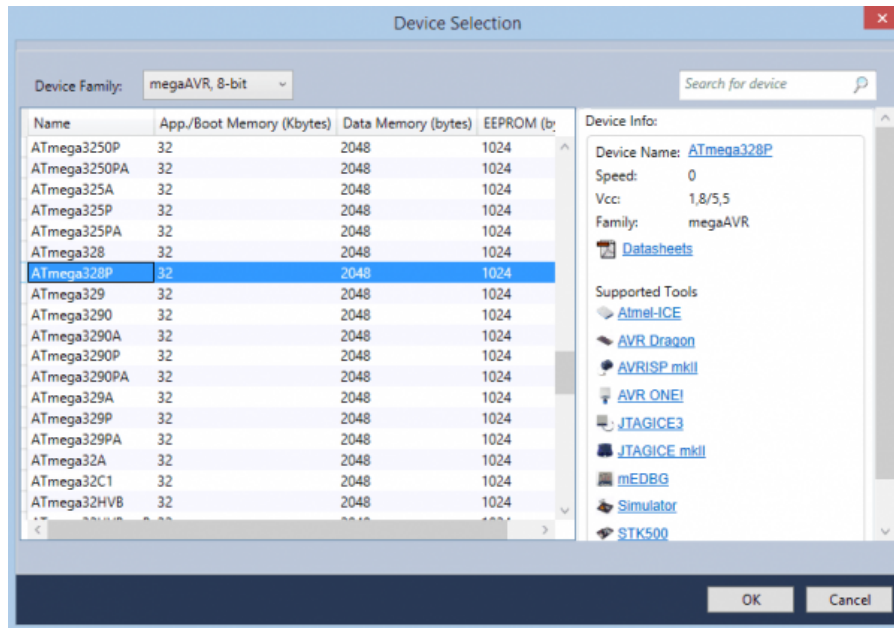 Device Selection
Device Family: megaAVR, 8-bit
Search for device
Name App./Boot Memory (Kbytes) Data Memory (bytes) EEPROM (by
ATmega3250P 32 2048 1024
ATmega3250PA 32 2048 1024
ATmega325A 32 2048 1024
ATmega325P 32 2048 1024
ATmega325PA 32 2048 1024
ATmega328 32 2048 1024
ATmega328P 32 2048 1024
ATmega329 32 2048 1024
ATmega3290 32 2048 1024
ATmega3290A 32 2048 1024
ATmega3290P 32 2048 1024
ATmega3290PA 32 2048 1024
ATmega329A 32 2048 1024
ATmega329P 32 2048 1024
ATmega329PA 32 2048 1024
ATmega32A 32 2048 1024
ATmega32C1 32 2048 1024
ATmega32HVB 32 2048 1024
Device Info:
Device Name: ATmega328P
Speed: 0
Vcc: 1,8/5,5
Family: megaAVR
Datasheets
Supported Tools
Atmel-ICE
AVR Dragon
AVRISP mkII
AVR ONE!
JTAGICE3
JTAGICE mkII
mEDBG
Simulator
STK500
OK Cancel